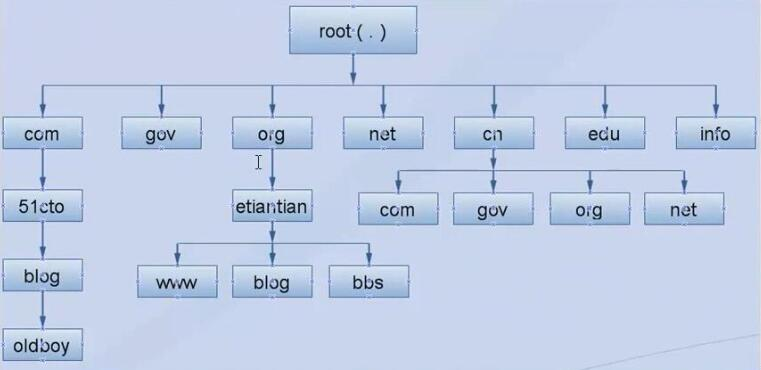 root ( . )
com gov org net cn edu info
51cto etiantian com gov org net
blog www blog bbs
oldboy